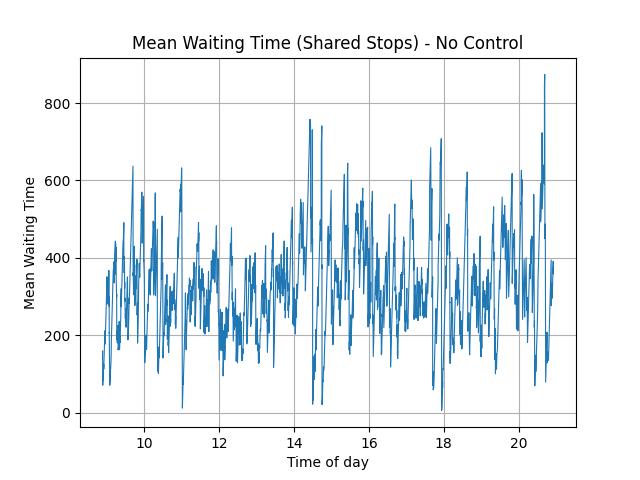 Mean Waiting Time (Shared Stops) - No Control
Mean Waiting Time
800
600
400
200
0
10 12 14 16 18 20
Time of day